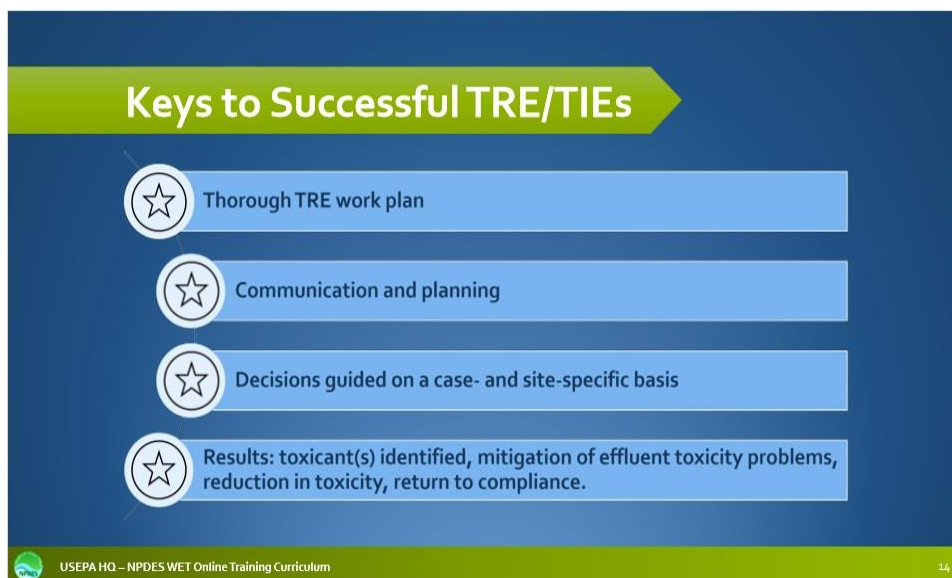 Keys to Successful TRE/TIEs
Thorough TRE work plan
Communication and planning
Decisions guided on a case- and site-specific basis
Results: toxicant(s) identified, mitigation of effluent toxicity problems,
reduction in toxicity, return to compliance.
NPDES
USEPA HQ – NPDES WET Online Training Curriculum
14